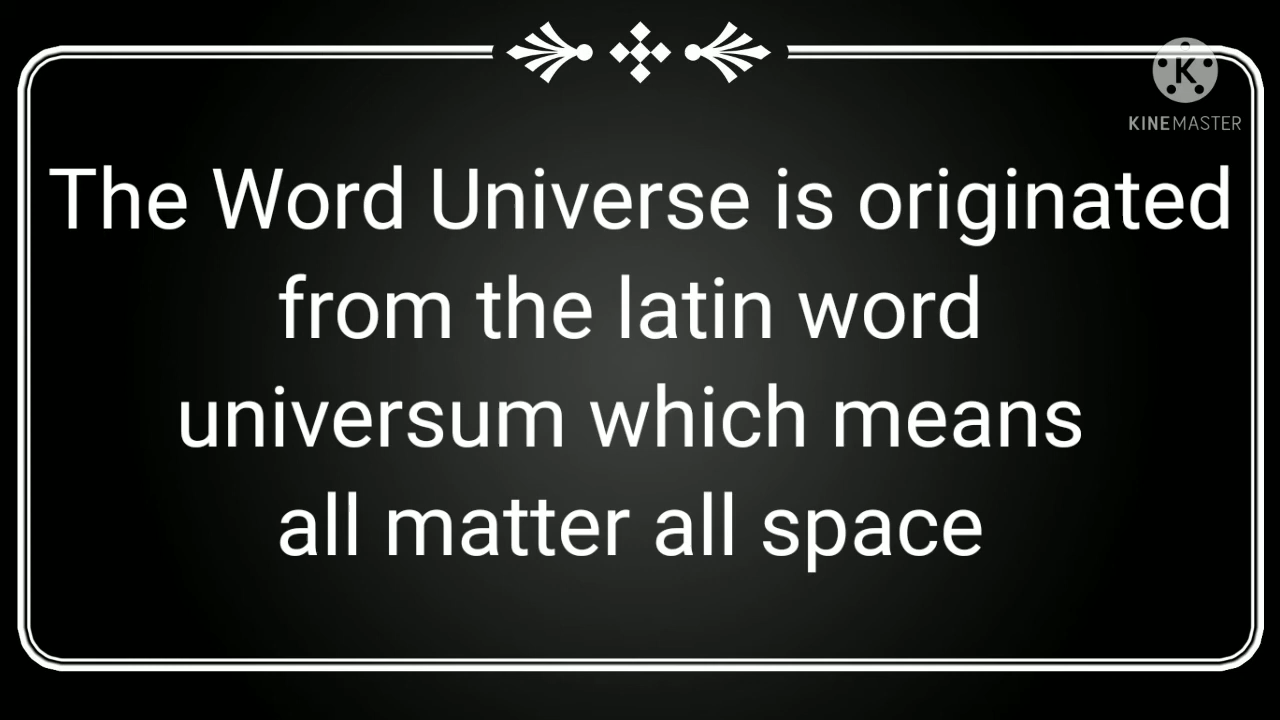 K
KINEMASTER
The Word Universe is originated
from the latin word
universum which means
all matter all space